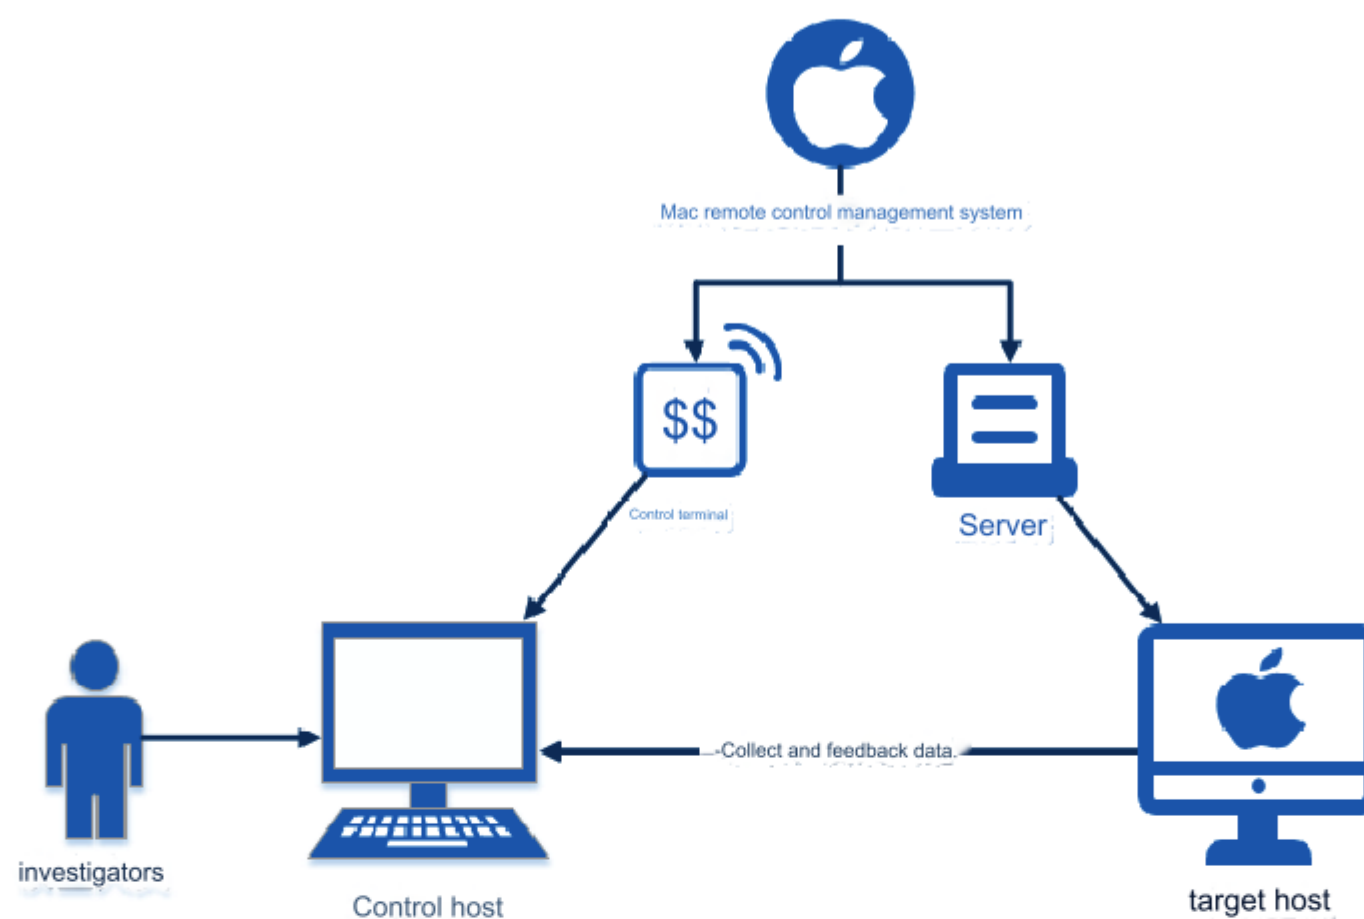 Mac remote control management system
$$
Control terminal
Server
-Collect and feedback data.
investigators
Control host
target host